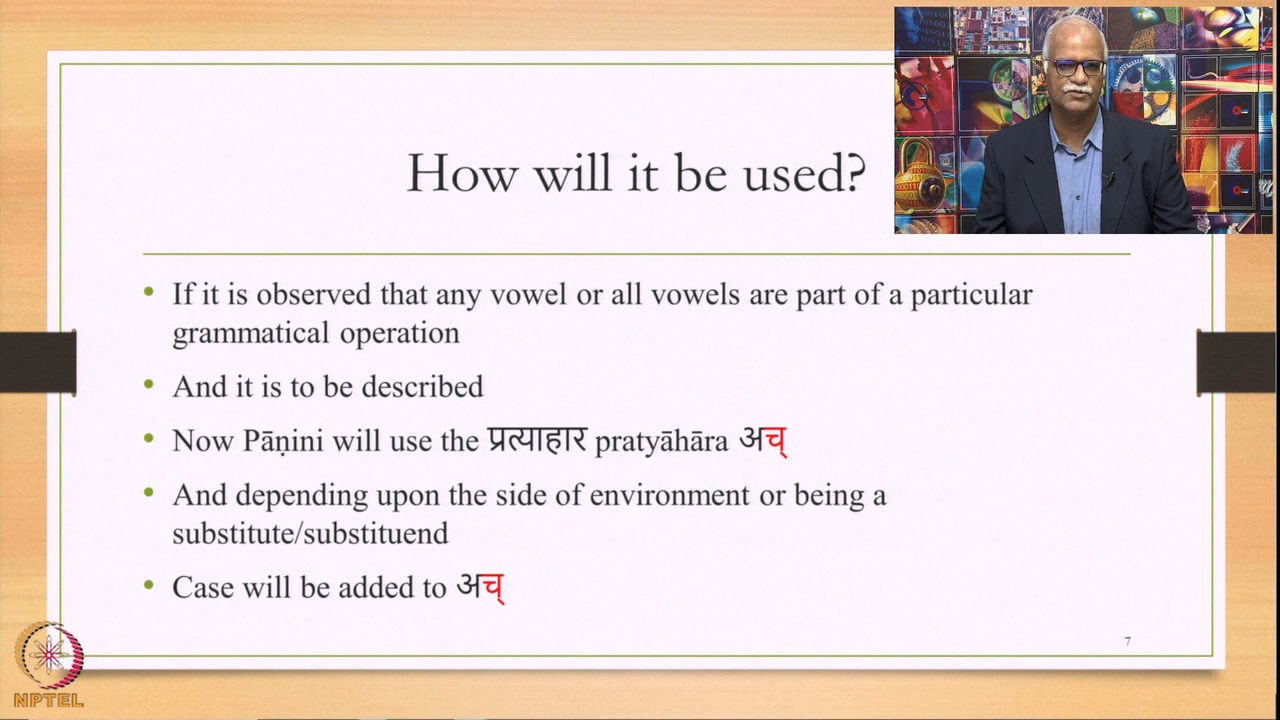 How will it be used?
• If it is observed that any vowel or all vowels are part of a particular
grammatical operation
• And it is to be described
• Now Pāṇini will use the प्रत्याहार pratyāhāra अच्
• And depending upon the side of environment or being a
substitute/substituend
• Case will be added to अच्
7
NPTEL